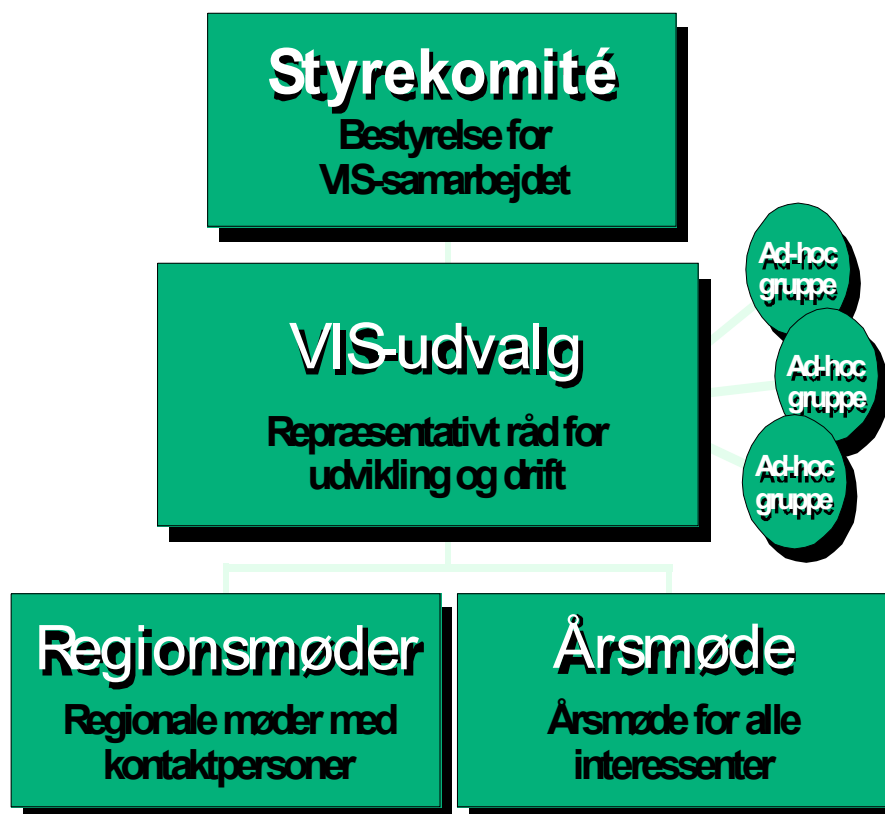 Styrekomité
Bestyrelse for
VIS-samarbejdet
Ad-hoc
gruppe
VIS-udvalg
Repræsentativt råd for
udvikling og drift
Ad-hoc
gruppe
Ad-hoc
gruppe
Regionsmøder
Regionale møder med
kontaktpersoner
Årsmøde
Årsmøde for alle
interessenter